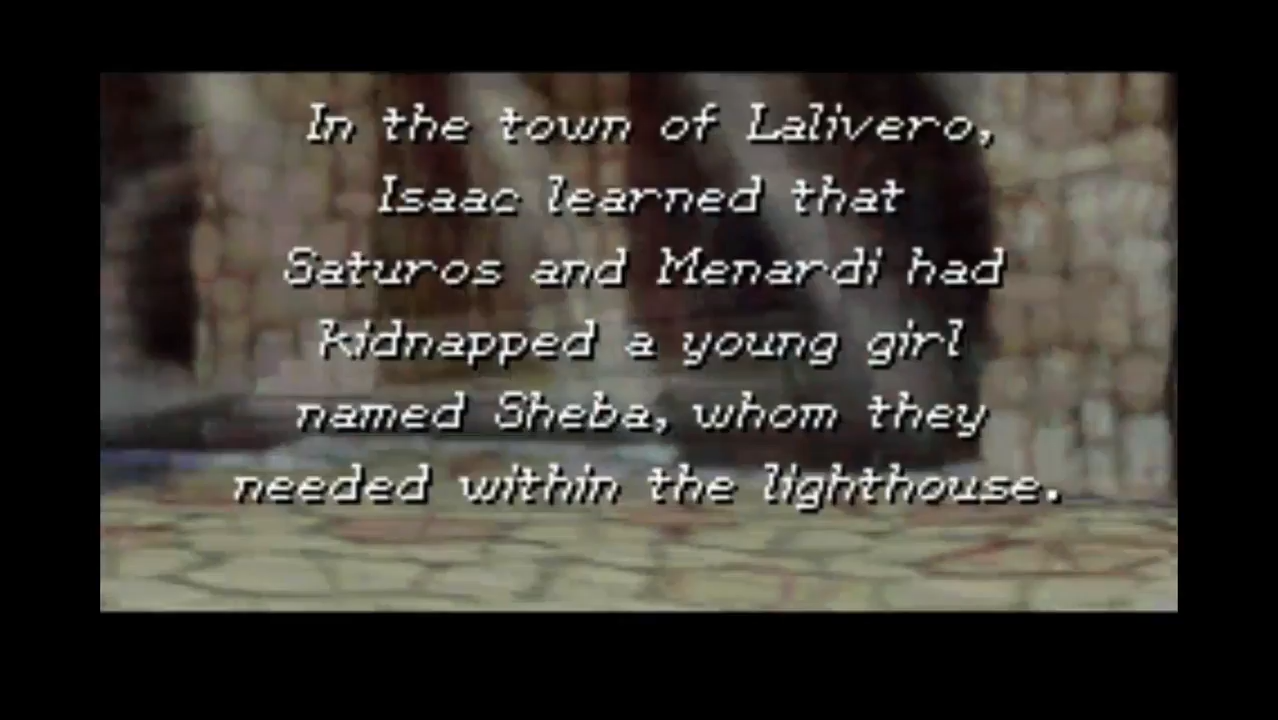 In the town of Lalivero,
Isaac learned that
Saturos and Menardi had
kidnapped a young girl
named Sheba, whom they
needed within the lighthouse.